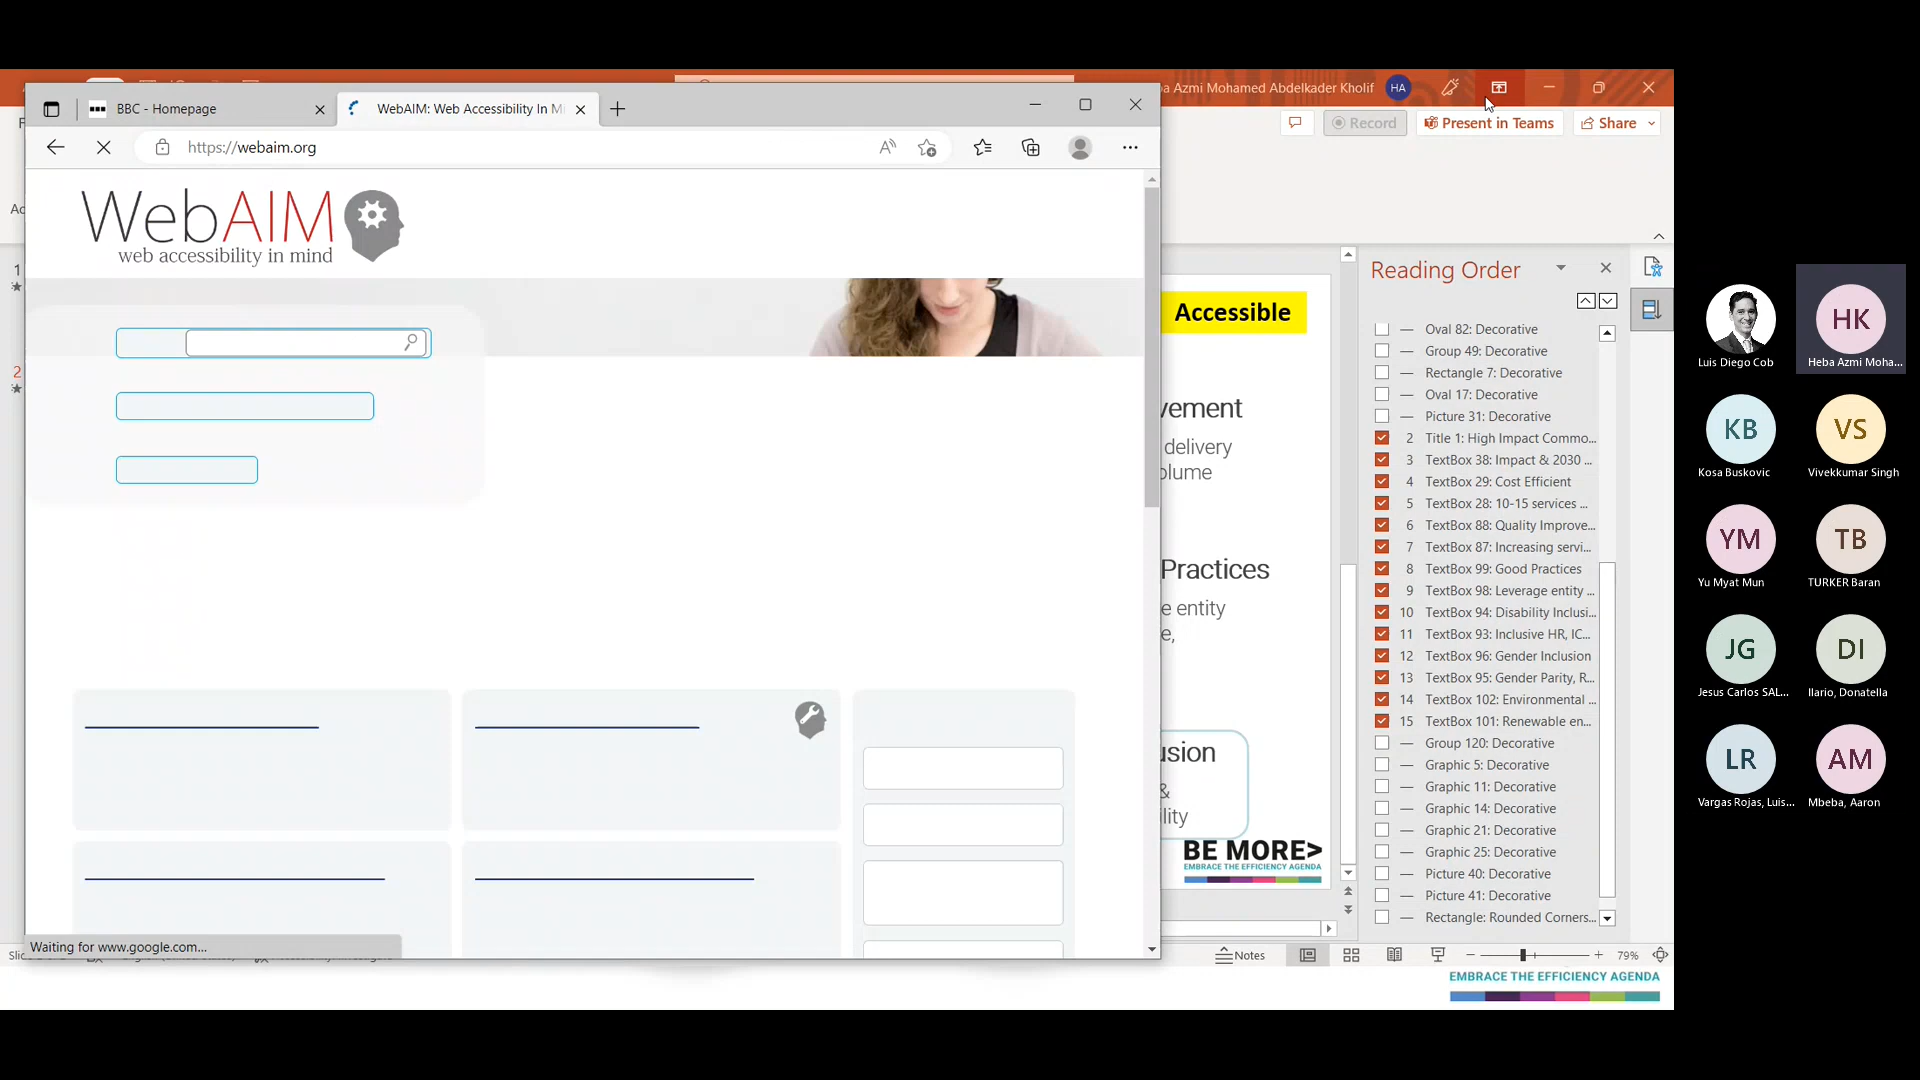 BBC - Homepage
WebAIM: Web Accessibility In Mi
https://webaim.org
WebAIM
web accessibility in mind
Waiting for www.google.com...
a Azmi Mohamed Abdelkader Kholif
HA
Record
Present in Teams
Share
1
2
Accessible
vement
delivery
olume
Practices
e entity
e,
usion
&
ility
BE MORE>
EMBRACE THE EFFICIENCY AGENDA
Reading Order
— Oval 82: Decorative
— Group 49: Decorative
— Rectangle 7: Decorative
— Oval 17: Decorative
— Picture 31: Decorative
2 Title 1: High Impact Commo...
3 TextBox 38: Impact & 2030 ...
4 TextBox 29: Cost Efficient
5 TextBox 28: 10-15 services ...
6 TextBox 88: Quality Improve...
7 TextBox 87: Increasing servi...
8 TextBox 99: Good Practices
9 TextBox 98: Leverage entity ...
10 TextBox 94: Disability Inclusi...
11 TextBox 93: Inclusive HR, IC...
12 TextBox 96: Gender Inclusion
13 TextBox 95: Gender Parity, R...
14 TextBox 102: Environmental ...
15 TextBox 101: Renewable en...
— Group 120: Decorative
— Graphic 5: Decorative
— Graphic 11: Decorative
— Graphic 14: Decorative
— Graphic 21: Decorative
— Graphic 25: Decorative
— Picture 40: Decorative
— Picture 41: Decorative
— Rectangle: Rounded Corners...
Notes
79%
EMBRACE THE EFFICIENCY AGENDA
Luis Diego Cob
HK
Heba Azmi Moha...
KB
Kosa Buskovic
VS
Vivekkumar Singh
YM
Yu Myat Mun
TB
TURKER Baran
JG
Jesus Carlos SAL...
DI
Ilario, Donatella
LR
Vargas Rojas, Luis...
AM
Mbeba, Aaron